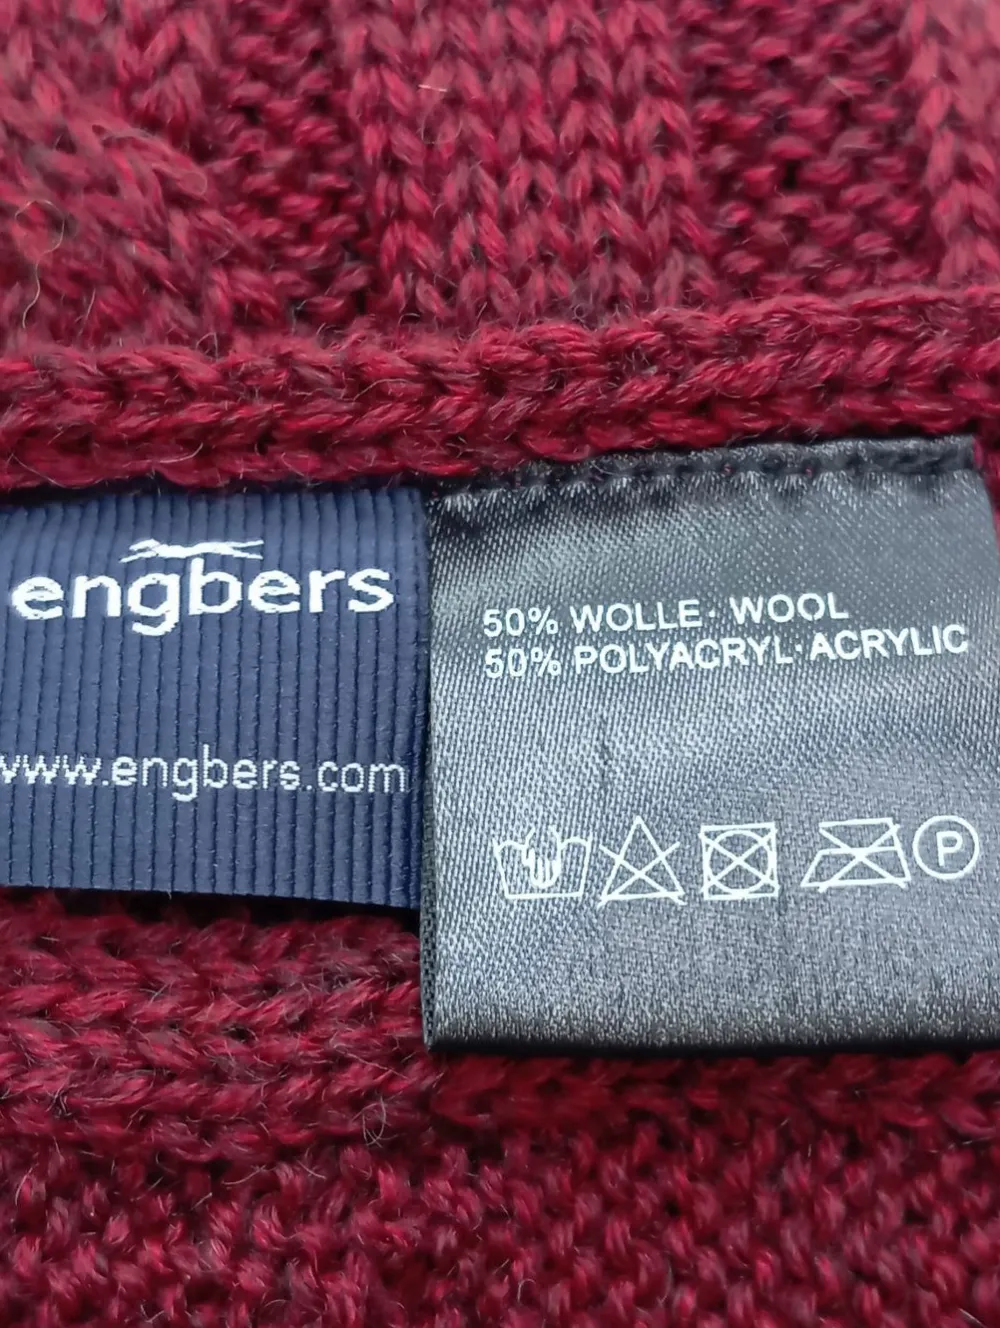 engbers
www.engbers.com
50% WOLLE · WOOL
50% POLYACRYL · ACRYLIC
P